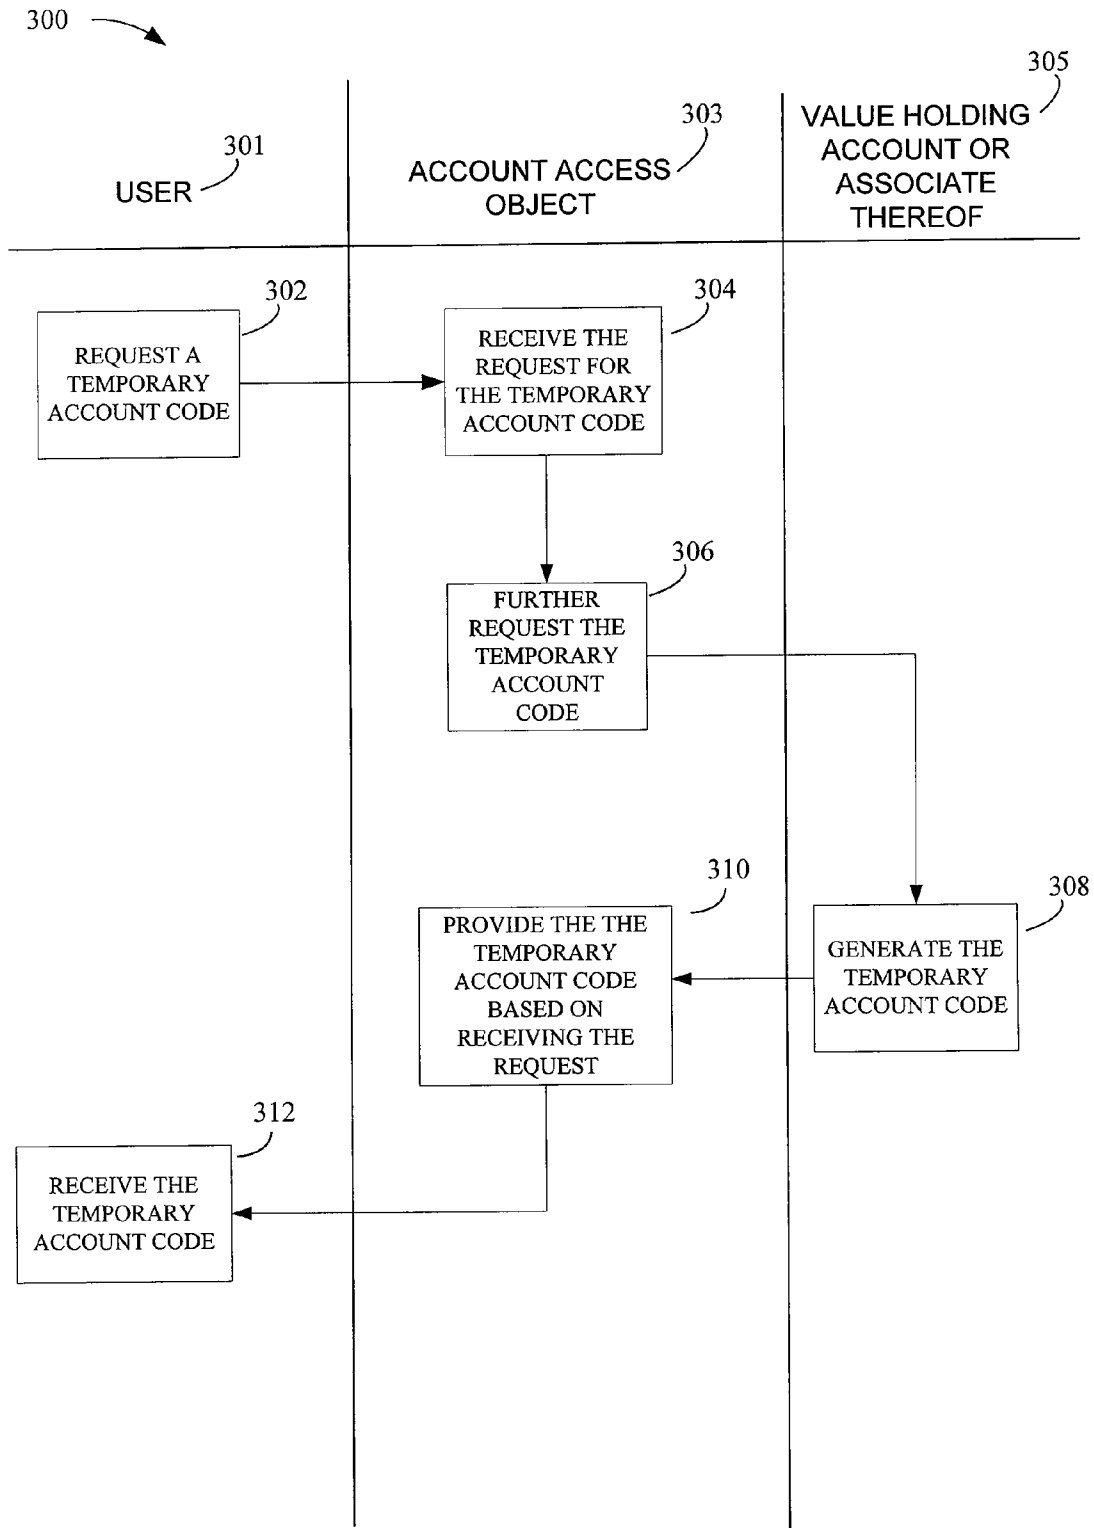 300
301
USER
303
ACCOUNT ACCESS
OBJECT
305
VALUE HOLDING
ACCOUNT OR
ASSOCIATE
THEREOF
302
REQUEST A
TEMPORARY
ACCOUNT CODE
304
RECEIVE THE
REQUEST FOR
THE TEMPORARY
ACCOUNT CODE
306
FURTHER
REQUEST THE
TEMPORARY
ACCOUNT
CODE
308
GENERATE THE
TEMPORARY
ACCOUNT CODE
310
PROVIDE THE THE
TEMPORARY
ACCOUNT CODE
BASED ON
RECEIVING THE
REQUEST
312
RECEIVE THE
TEMPORARY
ACCOUNT CODE